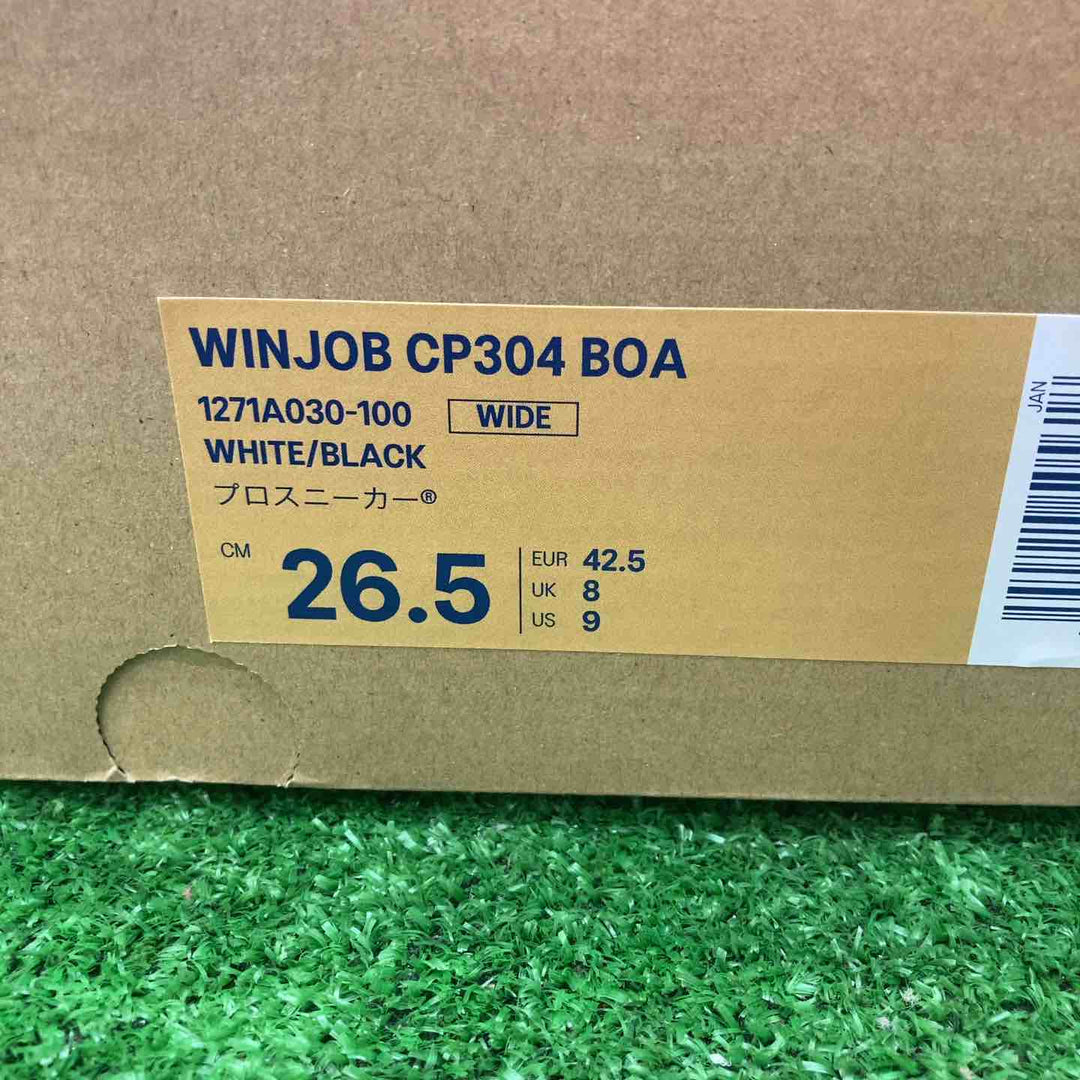 WINJOB CP304 BOA
1271A030-100 WIDE
WHITE/BLACK
プロスニーカー®
CM 26.5
EUR 42.5
UK 8
US 9
JAN